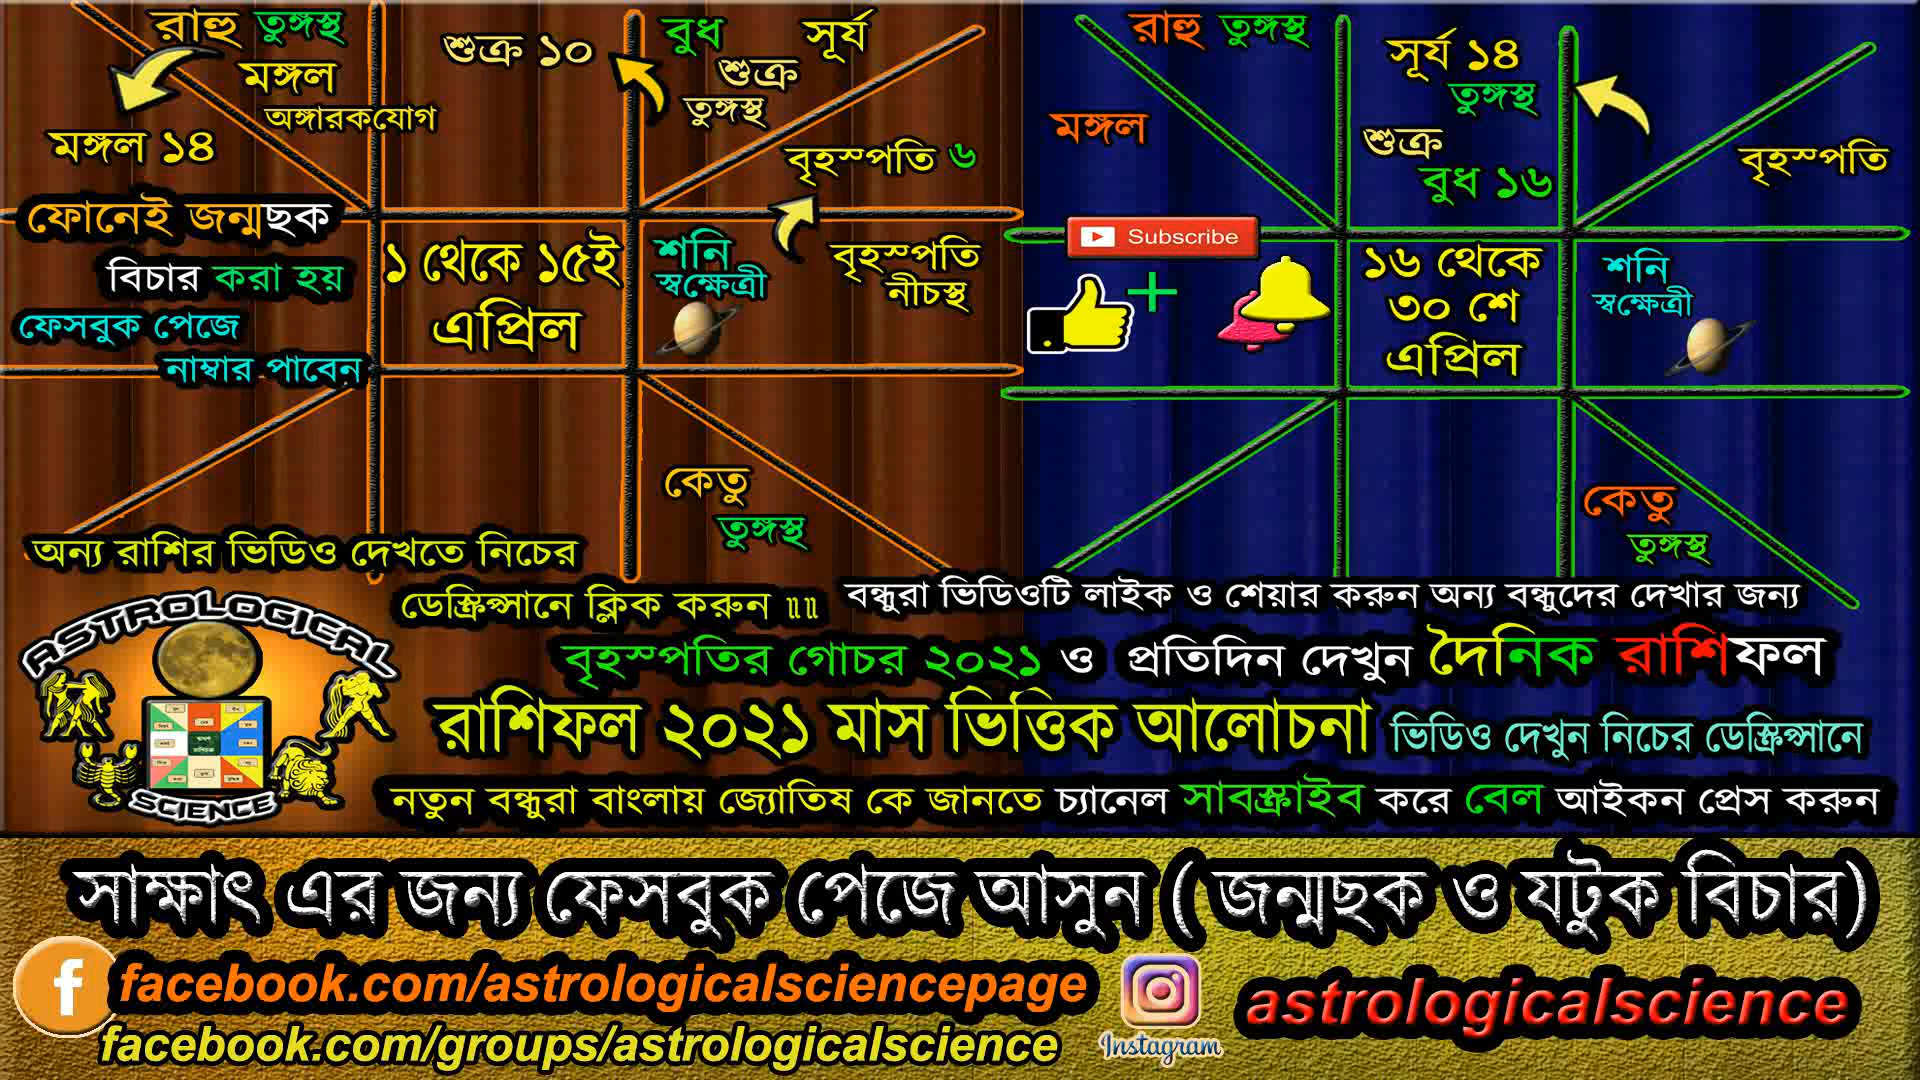 রাহু তুঙ্গস্থ
মঙ্গল
অঙ্গারকযোগ
মঙ্গল ১৪
শুক্র ১০
বুধ
সূর্য
শুক্র
তুঙ্গস্থ
বৃহস্পতি ৬
ফোনেই জন্মছক
বিচার করা হয়
ফেসবুক পেজে
নাম্বার পাবেন
১ থেকে ১৫ই
এপ্রিল
শনি
স্বক্ষেত্রী
বৃহস্পতি
নীচস্থ
কেতু
তুঙ্গস্থ
রাহু তুঙ্গস্থ
মঙ্গল
সূর্য ১৪
তুঙ্গস্থ
শুক্র
বুধ ১৬
বৃহস্পতি
Subscribe
১৬ থেকে
৩০ শে
এপ্রিল
শনি
স্বক্ষেত্রী
কেতু
তুঙ্গস্থ
অন্য রাশির ভিডিও দেখতে নিচের
ডেস্ক্রিপ্সানে ক্লিক করুন
বন্ধুরা ভিডিওটি লাইক ও শেয়ার করুন অন্য বন্ধুদের দেখার জন্য
বৃহস্পতির গোচর ২০২১ ও প্রতিদিন দেখুন দৈনিক রাশিফল
রাশিফল ২০২১ মাস ভিত্তিক আলোচনা ভিডিও দেখুন নিচের ডেস্ক্রিপ্সানে
নতুন বন্ধুরা বাংলায় জ্যোতিষ কে জানতে চ্যানেল সাবস্ক্রাইব করে বেল আইকন প্রেস করুন
ASTROLOGICAL
SCIENCE
সাক্ষাৎ এর জন্য ফেসবুক পেজে আসুন ( জন্মছক ও যটুক বিচার)
f facebook.com/astrologicalsciencepage
facebook.com/groups/astrologicalscience
Instagram
astrologicalscience